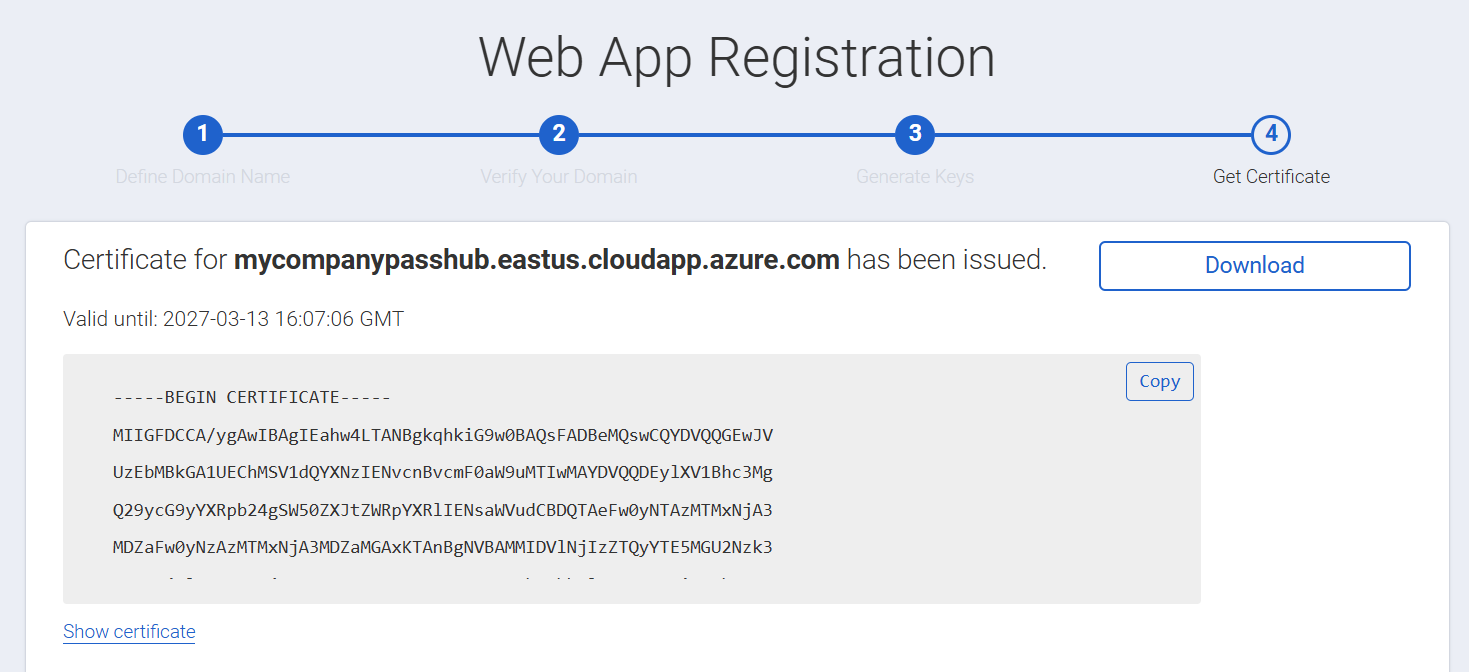 Web App Registration
1
2
3
4
Define Domain Name
Verify Your Domain
Generate Keys
Get Certificate
Certificate for mycompanypasshub.eastus.cloudapp.azure.com has been issued.
Download
Valid until: 2027-03-13 16:07:06 GMT
Copy
-----BEGIN CERTIFICATE-----
MIIGFDCCA/ygAwIBAgIEahw4LTANBgkqhkiG9w0BAQsFADBeMQswCQYDVQQGEwJV
UzEbMBkGA1UEChMSV1dQYXNzIENvcnBvcmF0aW9uMTIwMAYDVQQDEylXV1Bhc3Mg
Q29ycG9yYXRpb24gSW50ZXJtZWRpYXRlIENsaWVudCBDQTAeFw0yNTAzMTMxNjA3
MDZaFw0yNzAzMTMxNjA3MDZaMGAxKTAnBgNVBAMMIDVlNjIzZTQyYTE5MGU2Nzk3
Show certificate